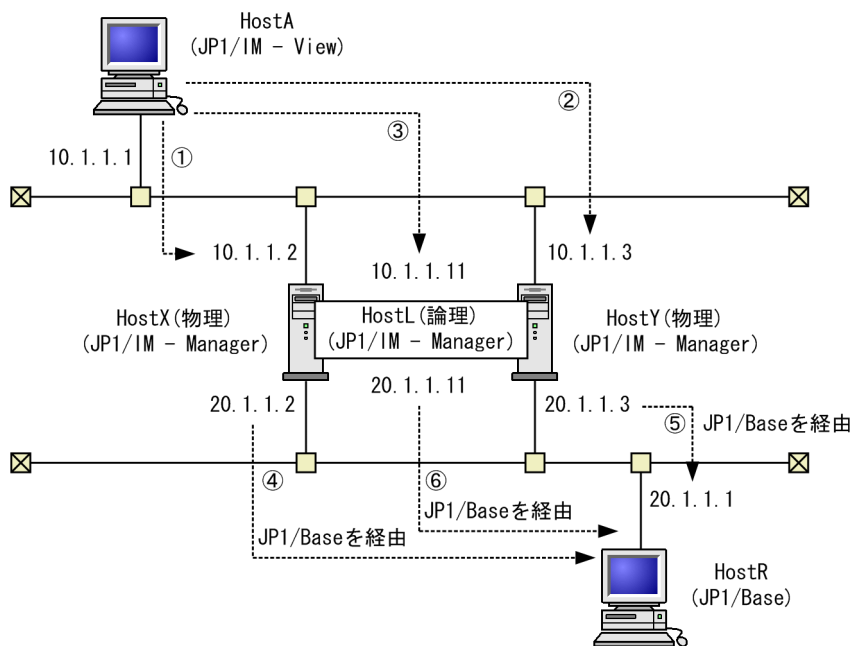 HostA
(JP1/IM - View)
②
③
10.1.1.1
①
10.1.1.2
10.1.1.11
10.1.1.3
HostX(物理)
(JP1/IM - Manager)
HostL(論理)
(JP1/IM - Manager)
HostY(物理)
(JP1/IM - Manager)
20.1.1.2
20.1.1.11
20.1.1.3
⑤
JP1/Baseを経由
④
⑥
20.1.1.1
JP1/Baseを経由
JP1/Baseを経由
HostR
(JP1/Base)